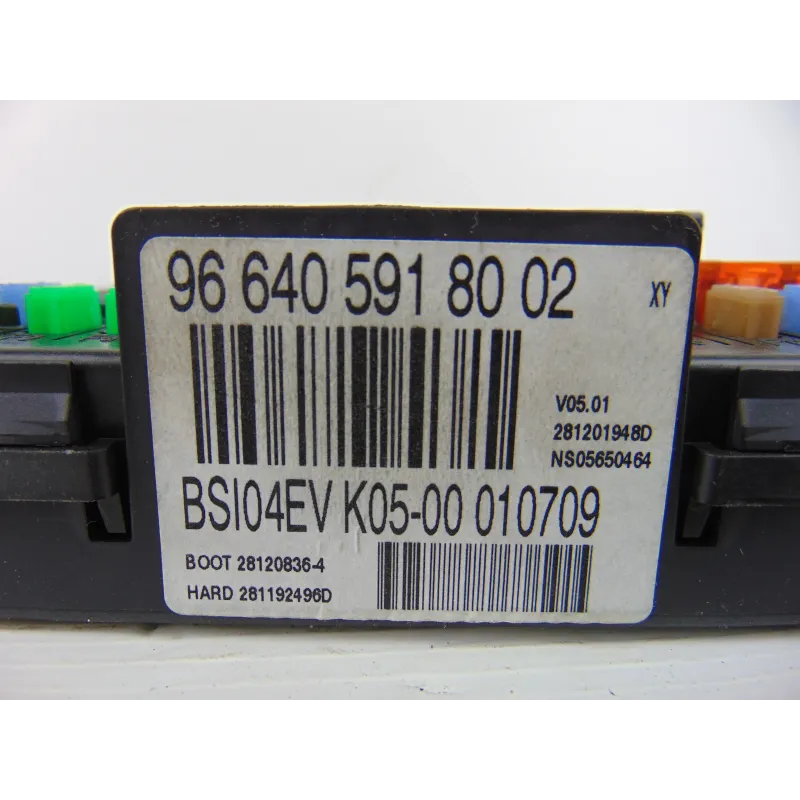 96 640 591 80 02
XY
V05.01
281201948D
NS05650464
BSI04EV K05-00 010709
BOOT 28120836-4
HARD 281192496D